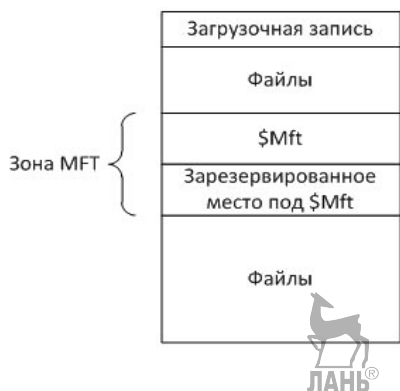 Загрузочная запись
Файлы
$Mft
Зона MFT
Зарезервированное
место под $Mft
Файлы
ЛАНЬ®